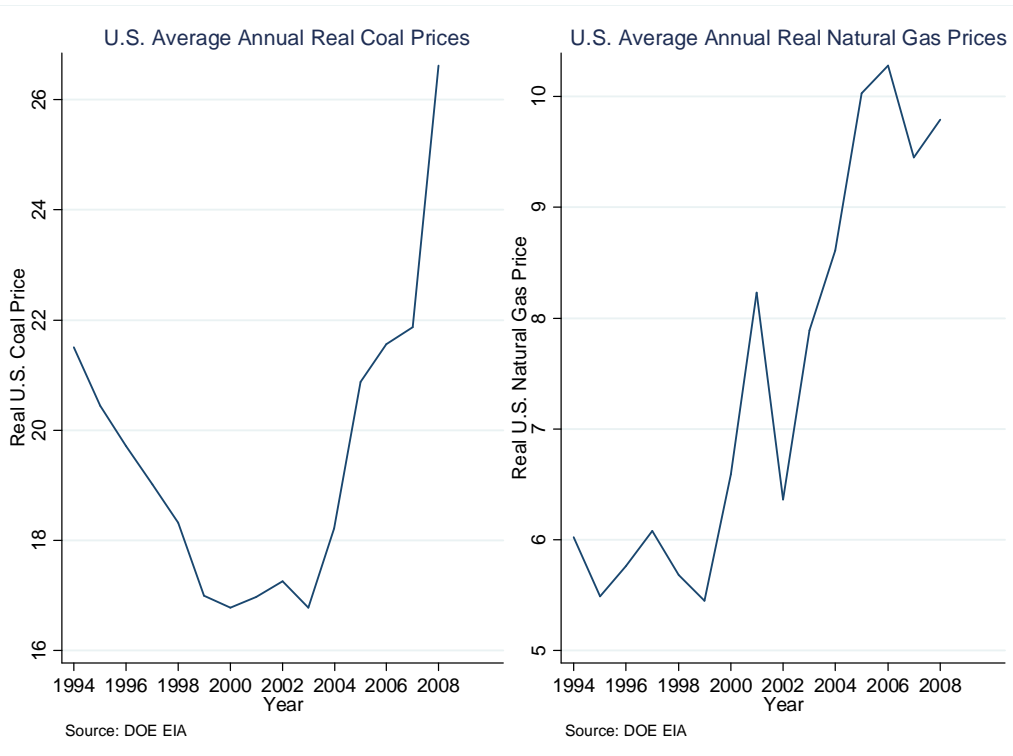 U.S. Average Annual Real Coal Prices
Real U.S. Coal Price
26
24
22
20
18
16
1994 1996 1998 2000 2002 2004 2006 2008
Year
Source: DOE EIA
U.S. Average Annual Real Natural Gas Prices
Real U.S. Natural Gas Price
10
9
8
7
6
5
1994 1996 1998 2000 2002 2004 2006 2008
Year
Source: DOE EIA